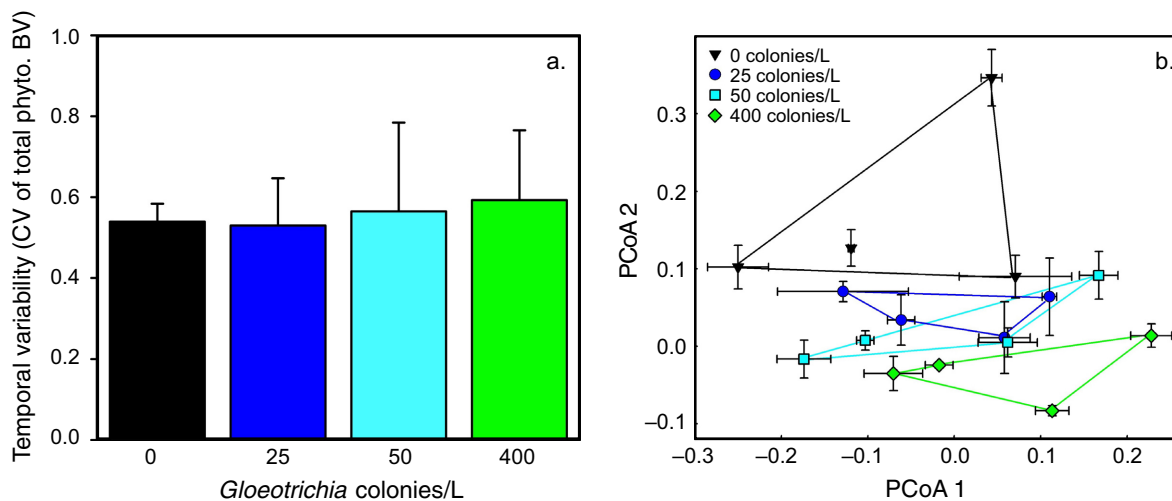 Temporal variability (CV of total phyto. BV)
1.0
0.8
0.6
0.4
0.2
0.0
a.
0 25 50 400
Gloeotrichia colonies/L
PCoA 2
0.3
0.2
0.1
0.0
–0.1
0 colonies/L
25 colonies/L
50 colonies/L
400 colonies/L
b.
–0.3 –0.2 –0.1 0.0 0.1 0.2
PCoA 1